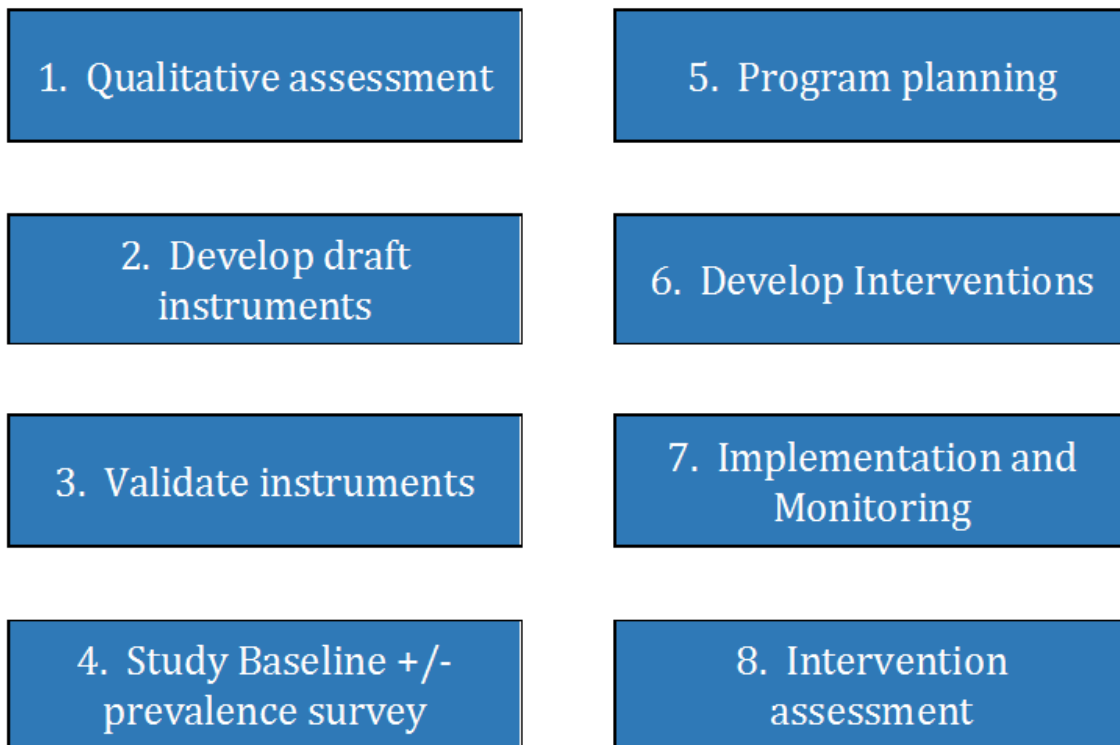 1. Qualitative assessment
2. Develop draft
instruments
3. Validate instruments
4. Study Baseline +/-
prevalence survey
5. Program planning
6. Develop Interventions
7. Implementation and
Monitoring
8. Intervention
assessment